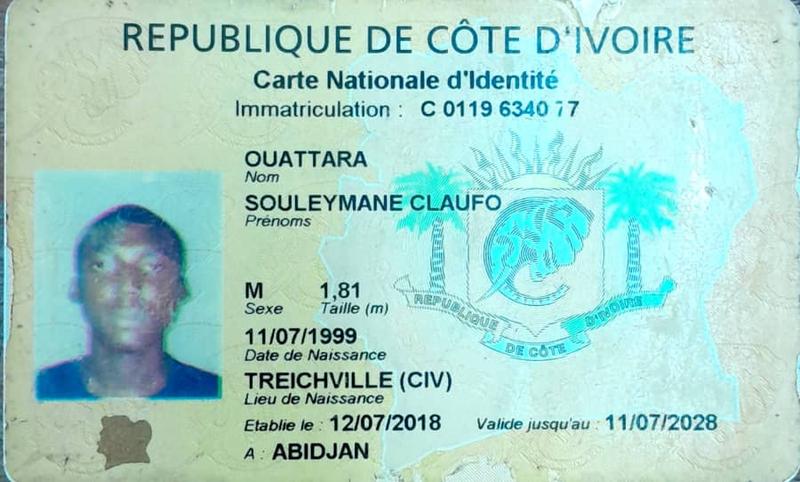 REPUBLIQUE DE CÔTE D'IVOIRE
Carte Nationale d'Identité
Immatriculation : C 0119 6340 77
OUATTARA
Nom
SOULEYMANE CLAUFO
Prénoms
M 1,81
Sexe Taille (m)
11/07/1999
Date de Naissance
TREICHVILLE (CIV)
Lieu de Naissance
Etablie le : 12/07/2018 Valide jusqu'au : 11/07/2028
A : ABIDJAN
REPUBLIQUE DE CÔTE D'IVOIRE